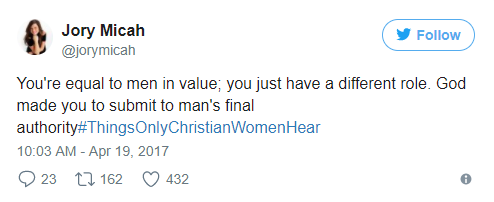 Jory Micah
@jorymicah
Follow
You're equal to men in value; you just have a different role. God
made you to submit to man's final
authority#ThingsOnlyChristianWomenHear
10:03 AM - Apr 19, 2017
23 162 432